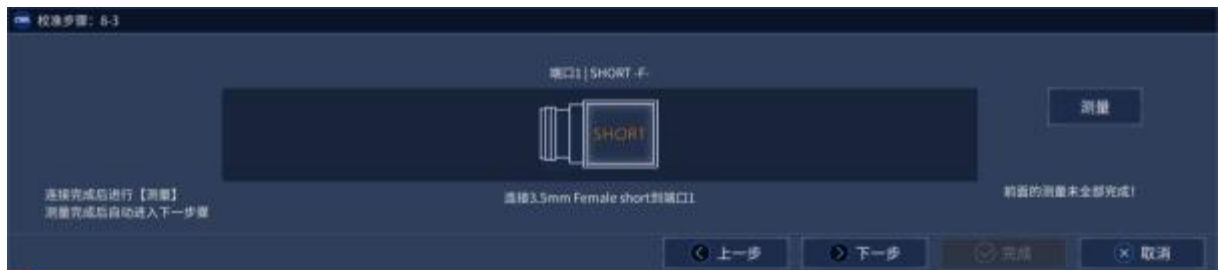 校准步骤: 8-3
端口1 | SHORT -F-
测量
SHORT
连接完成后进行【测量】
测量完成后自动进入下一步骤
连接3.5mm Female short到端口1
前面的测量未全部完成!
上一步
下一步
完成
取消